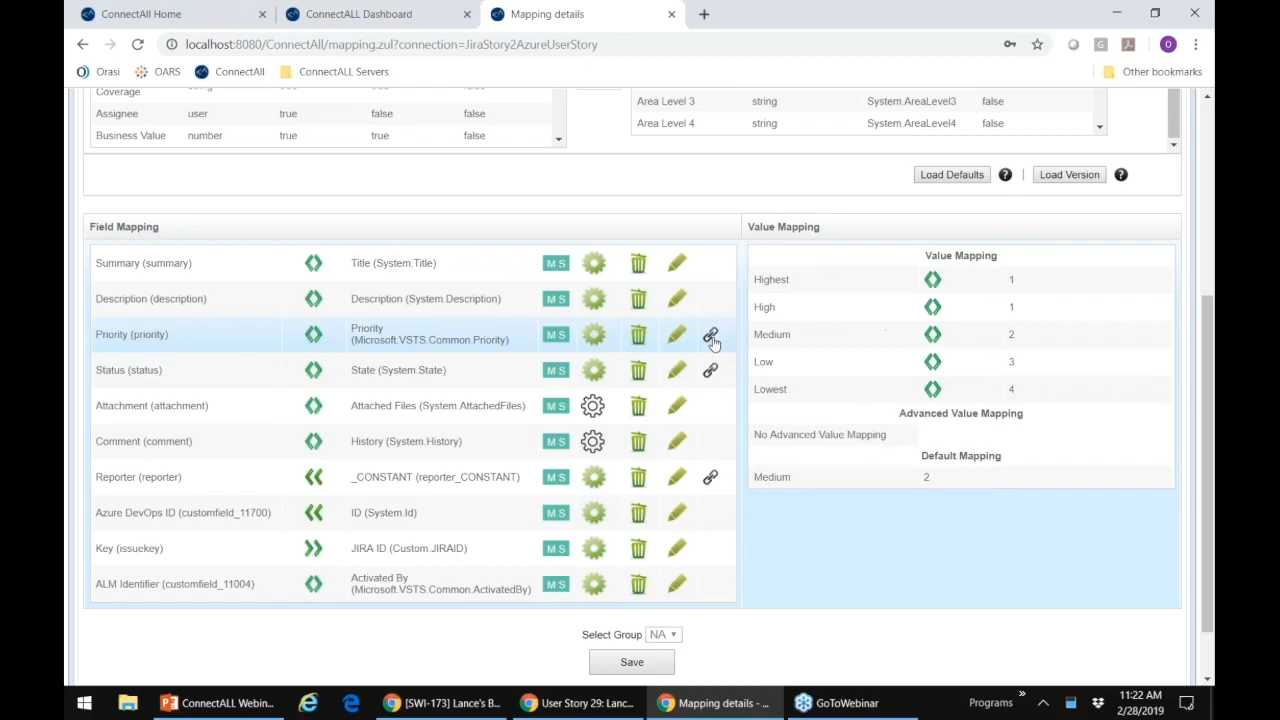 ConnectALL Home
ConnectALL Dashboard
Mapping details
localhost:8080/ConnectAll/mapping.zul?connection=JiraStory2AzureUserStory
Orasi OARS ConnectAll ConnectALL Servers Other bookmarks
Coverage
Area Level 3 string System.AreaLevel3 false
Assignee user true false false
Area Level 4 string System.AreaLevel4 false
Business Value number true true false
Load Defaults ? | Load Version ?
Field Mapping
Value Mapping
Summary (summary) Title (System.Title) M S
Description (description) Description (System.Description) M S
Priority (priority) Priority
(Microsoft.VSTS.Common.Priority) M S
Status (status) State (System.State) M S
Attachment (attachment) Attached Files (System.AttachedFiles) M S
Comment (comment) History (System.History) M S
Reporter (reporter) _CONSTANT (reporter_CONSTANT) M S
Azure DevOps ID (customfield_11700) ID (System.Id) M S
Key (issuekey) JIRA ID (Custom.JIRAID) M S
ALM Identifier (customfield_11004) Activated By
(Microsoft.VSTS.Common.ActivatedBy) M S
Value Mapping
Highest 1
High 1
Medium 2
Low 3
Lowest 4
Advanced Value Mapping
No Advanced Value Mapping
Default Mapping
Medium 2
Select Group NA
Save
ConnectALL Webin...
[SWI-173] Lance's B...
User Story 29: Lanc...
Mapping details - ...
GoToWebinar
Programs
11:22 AM
2/28/2019